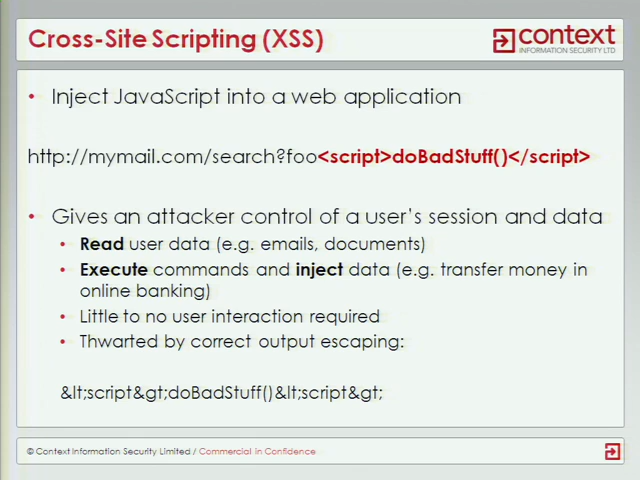 Cross-Site Scripting (XSS)
context
INFORMATION SECURITY LTD
• Inject JavaScript into a web application
http://mymail.com/search?foo<script>doBadStuff()</script>
• Gives an attacker control of a user's session and data
• Read user data (e.g. emails, documents)
• Execute commands and inject data (e.g. transfer money in
online banking)
• Little to no user interaction required
• Thwarted by correct output escaping:
&lt;script&gt;doBadStuff()&lt;script&gt;
© Context Information Security Limited / Commercial in Confidence